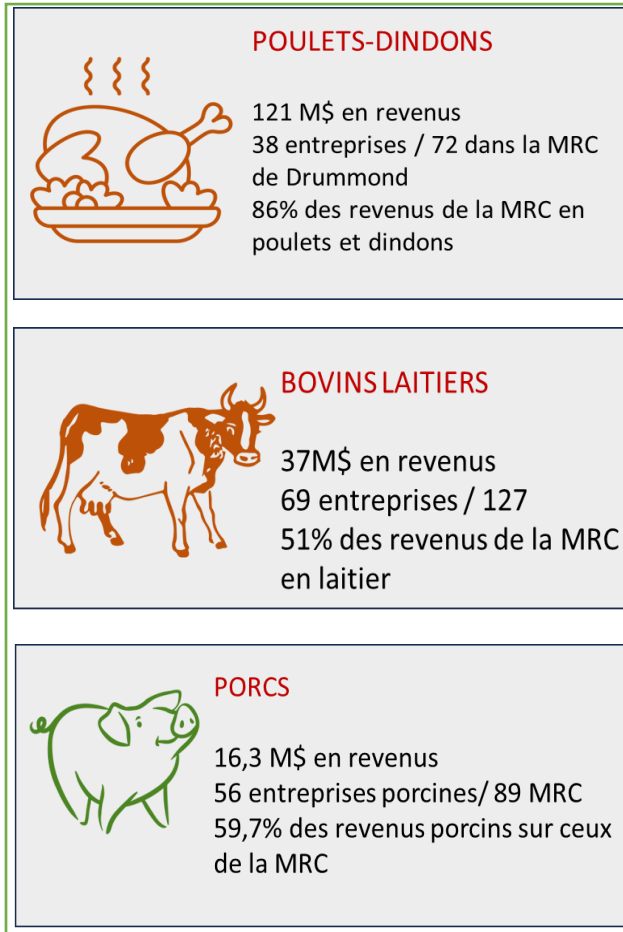 POULETS-DINDONS
121 M$ en revenus
38 entreprises / 72 dans la MRC
de Drummond
86% des revenus de la MRC en
poulets et dindons
BOVINS LAITIERS
37M$ en revenus
69 entreprises / 127
51% des revenus de la MRC
en laitier
PORCS
16,3 M$ en revenus
56 entreprises porcines/ 89 MRC
59,7% des revenus porcins sur ceux
de la MRC